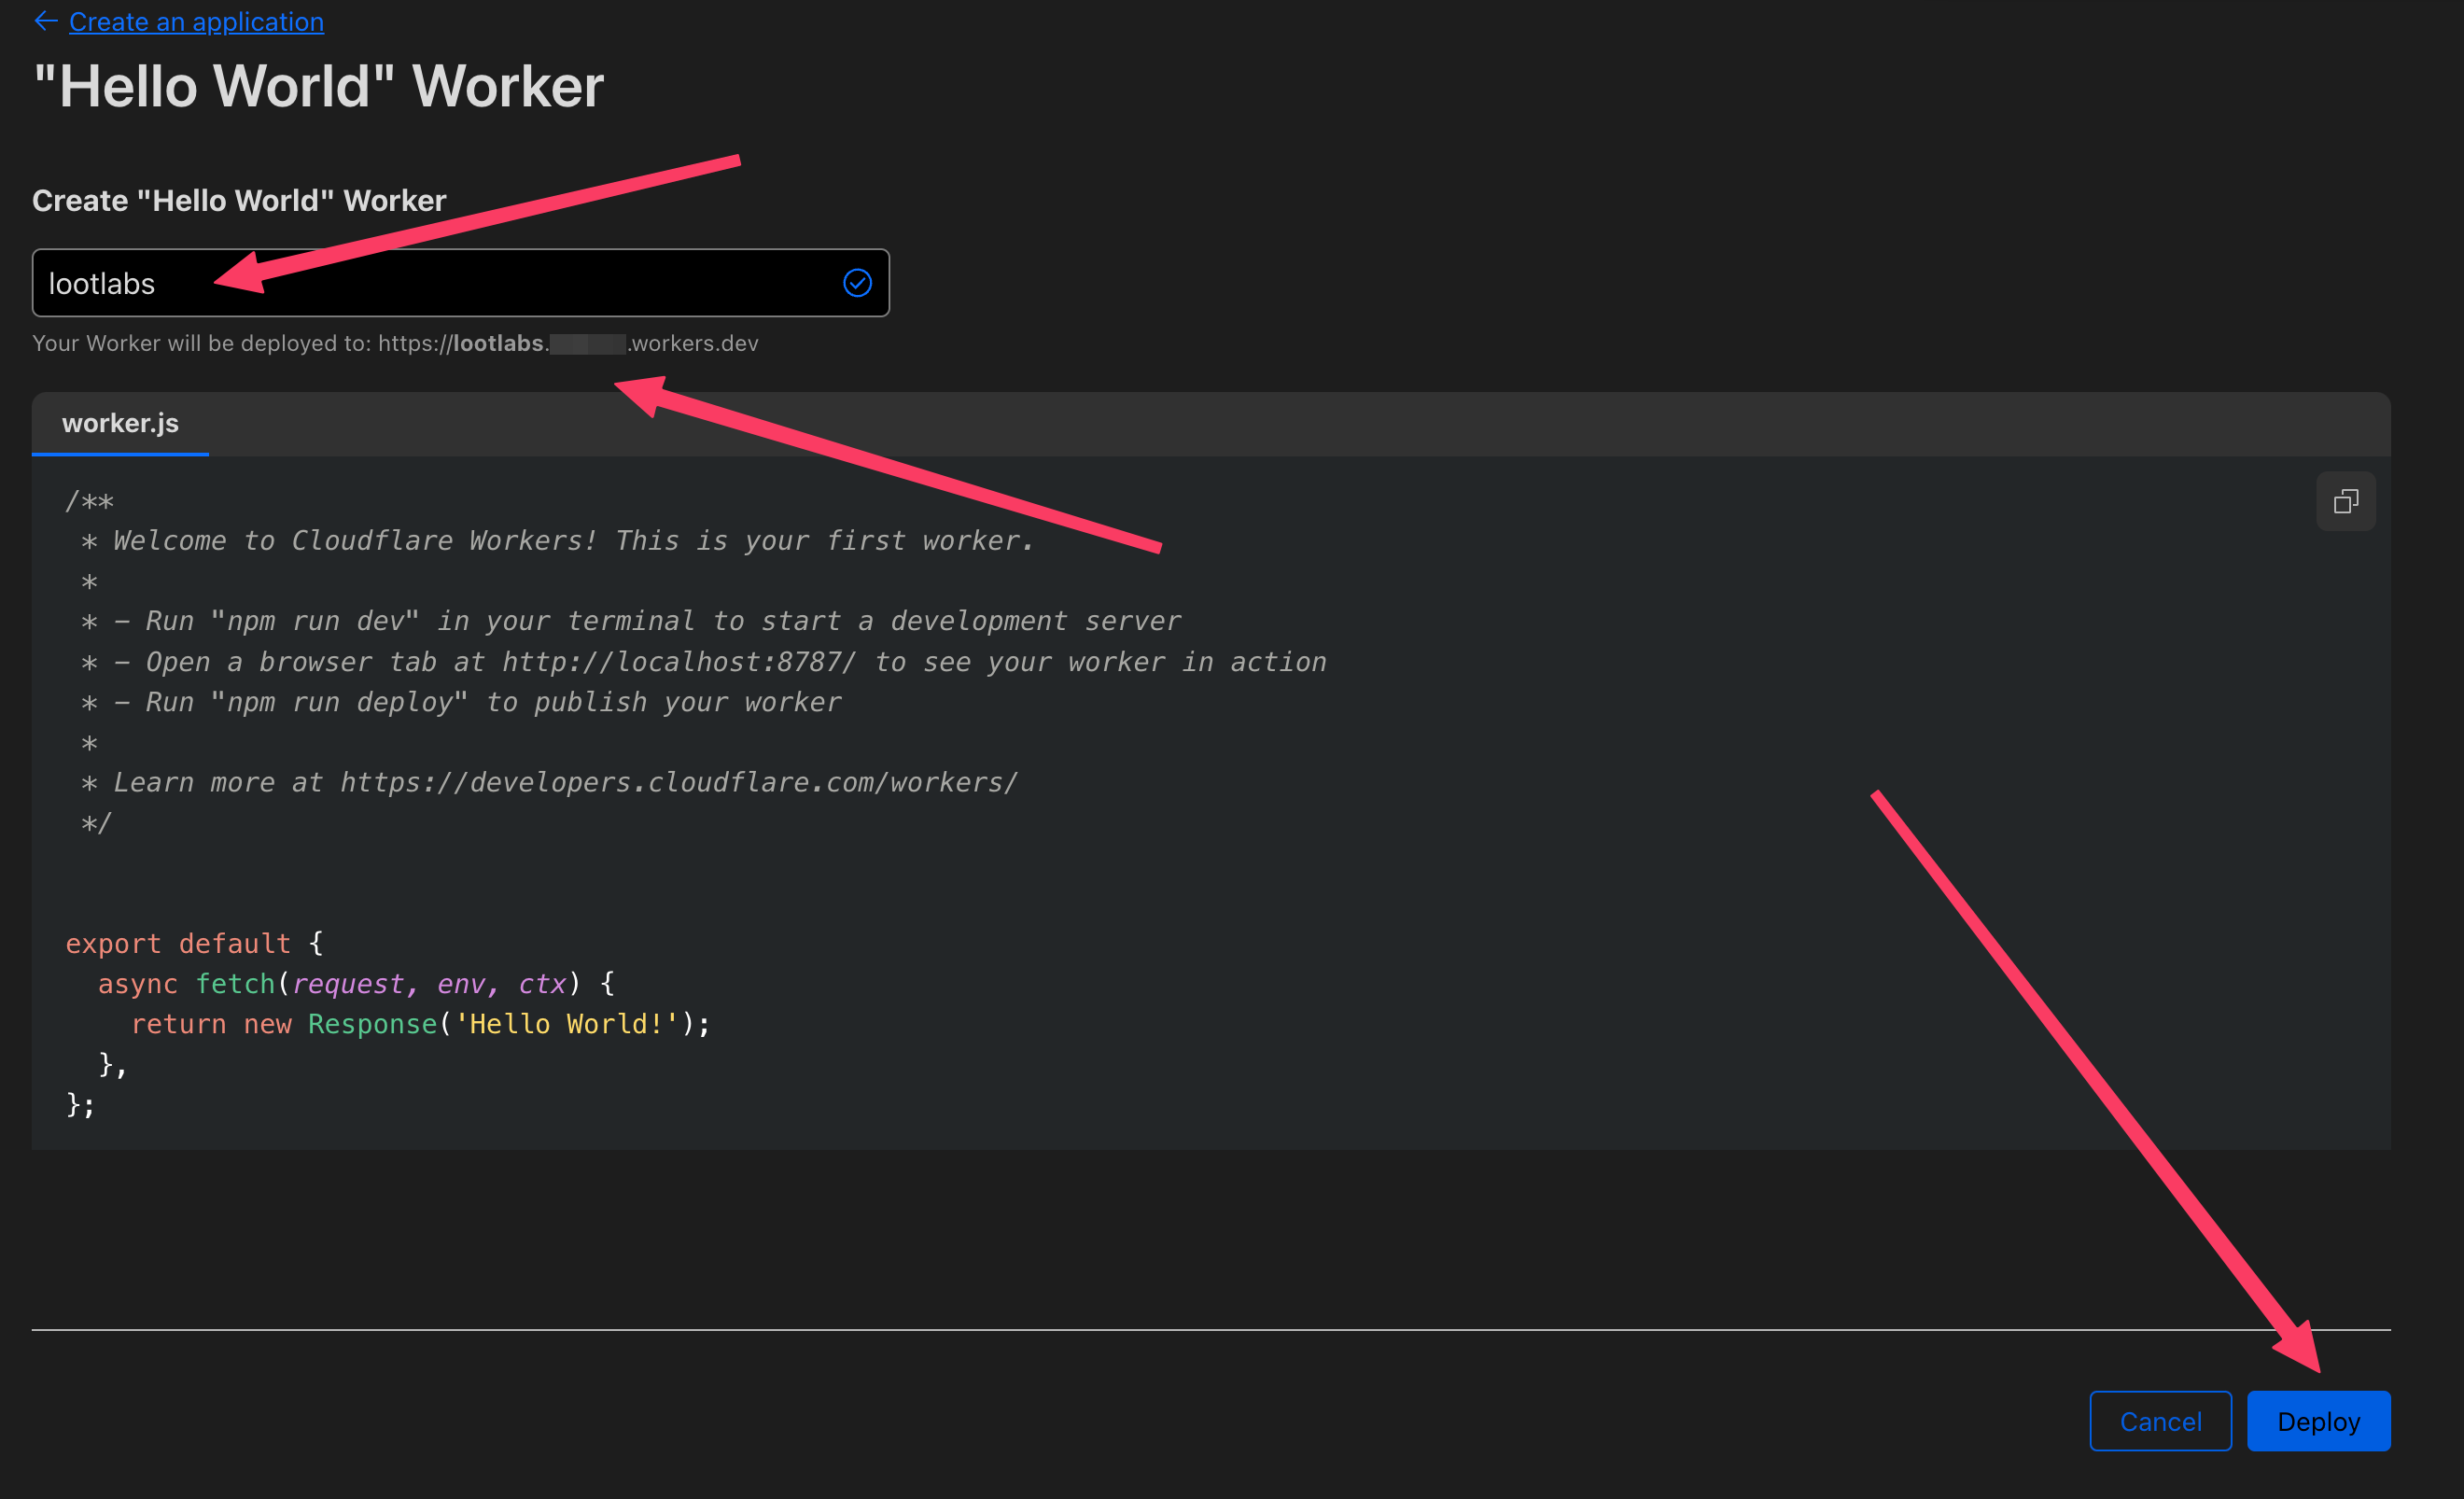 Create an application
"Hello World" Worker
Create "Hello World" Worker
lootlabs
Your Worker will be deployed to: https://lootlabs. .workers.dev
worker.js
/**
 * Welcome to Cloudflare Workers! This is your first worker.
 *
 * - Run "npm run dev" in your terminal to start a development server
 * - Open a browser tab at http://localhost:8787/ to see your worker in action
 * - Run "npm run deploy" to publish your worker
 *
 * Learn more at https://developers.cloudflare.com/workers/
 */
export default {
  async fetch(request, env, ctx) {
    return new Response('Hello World!');
  },
};
Cancel
Deploy